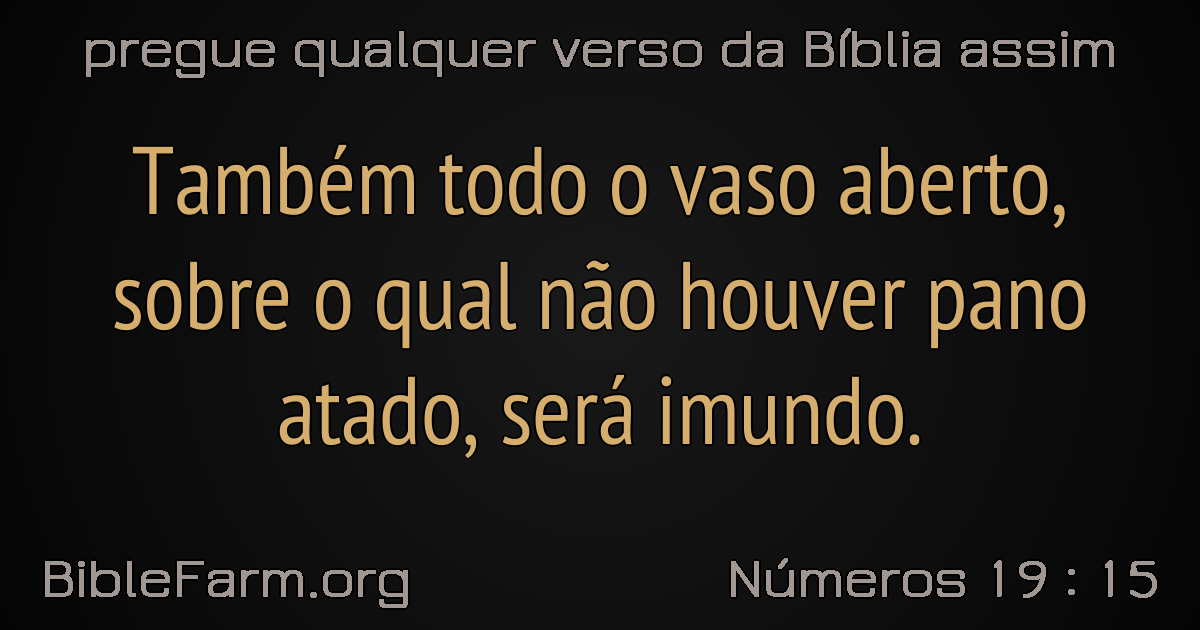 pregue qualquer verso da Bíblia assim
Também todo o vaso aberto,
sobre o qual não houver pano
atado, será imundo.
BibleFarm.org
Números 19 : 15